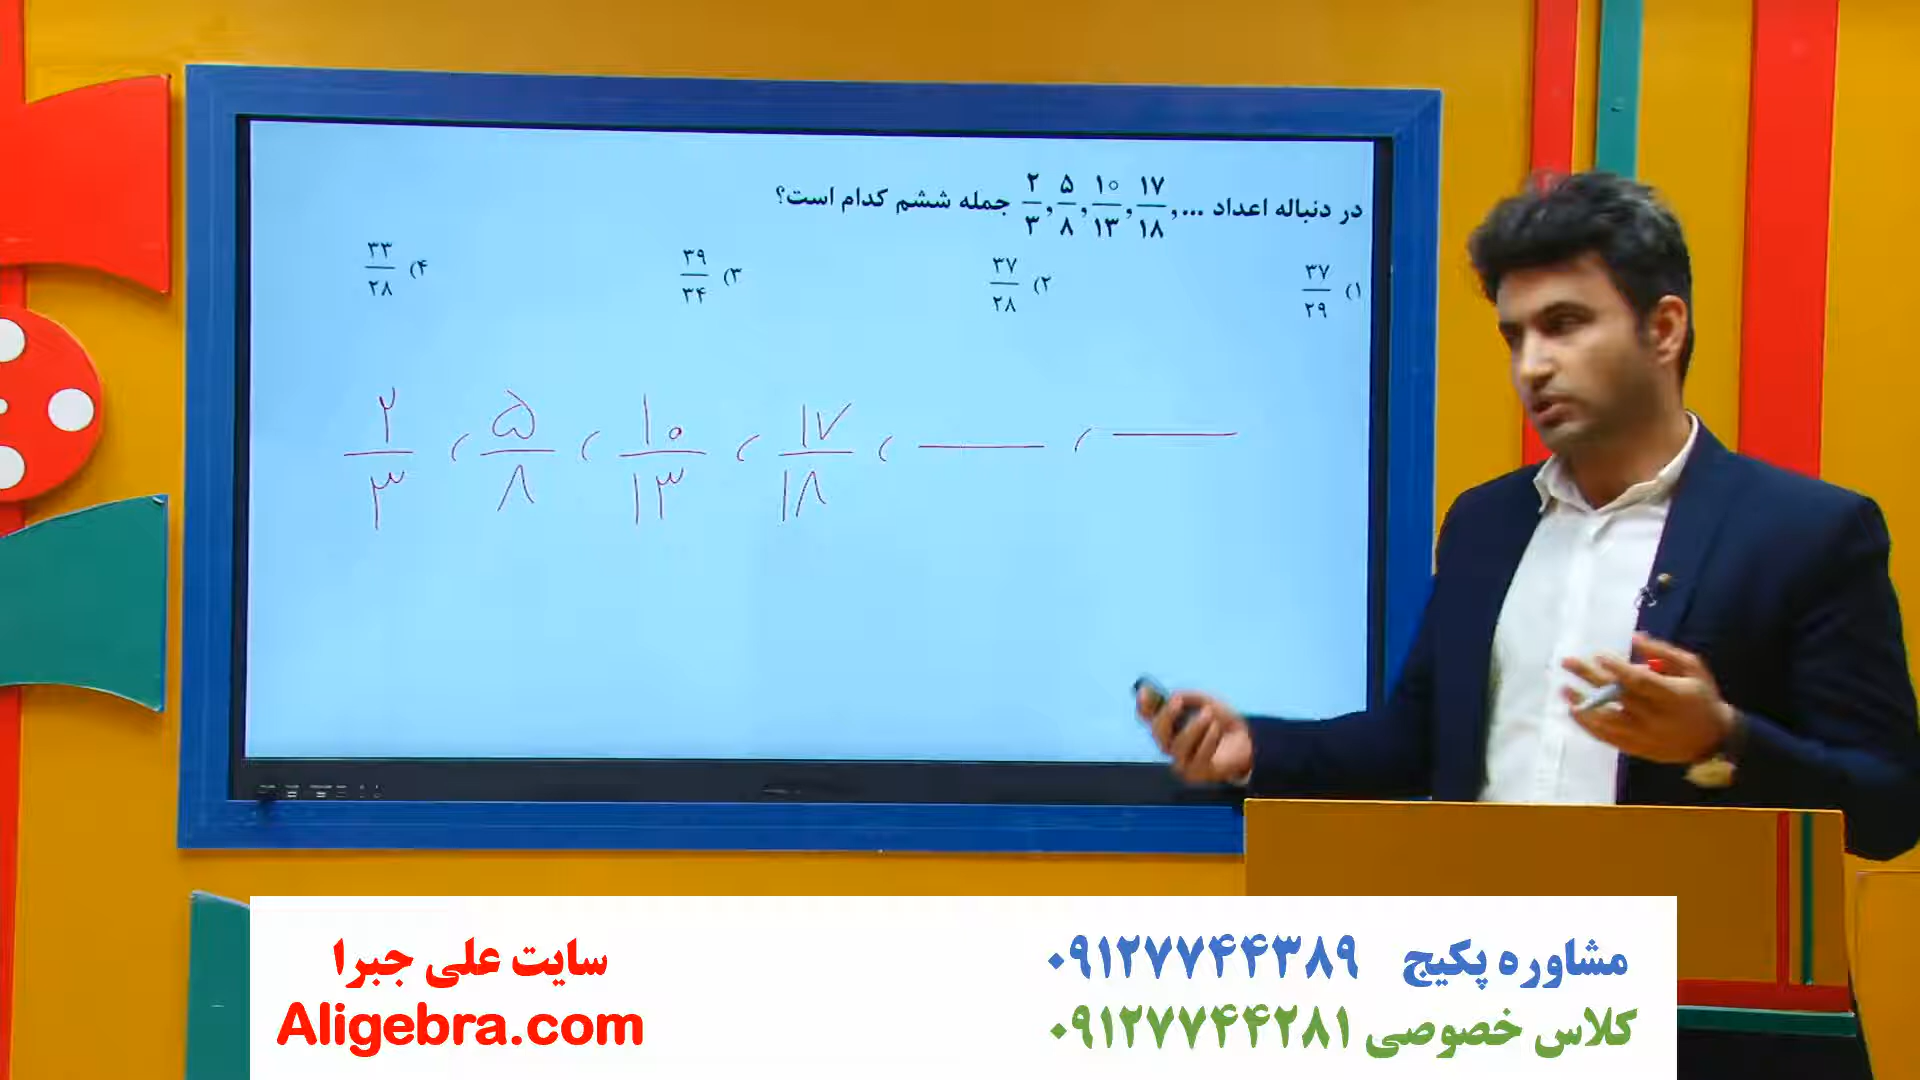 در دنباله اعداد ...,۲/۳, ۵/۸, ۱۰/۱۳, ۱۷/۱۸ جمله ششم کدام است؟
۱) ۳۷/۲۹ ۲) ۳۷/۲۸ ۳) ۳۹/۳۴ ۴) ۳۳/۲۸
۲/۳ , ۵/۸ , ۱۰/۱۳ , ۱۷/۱۸ , — , —
مشاوره پکیج ۰۹۱۲۷۷۴۴۳۸۹
کلاس خصوصی ۰۹۱۲۷۷۴۴۲۸۱
سایت علی جبرا
Aligebra.com